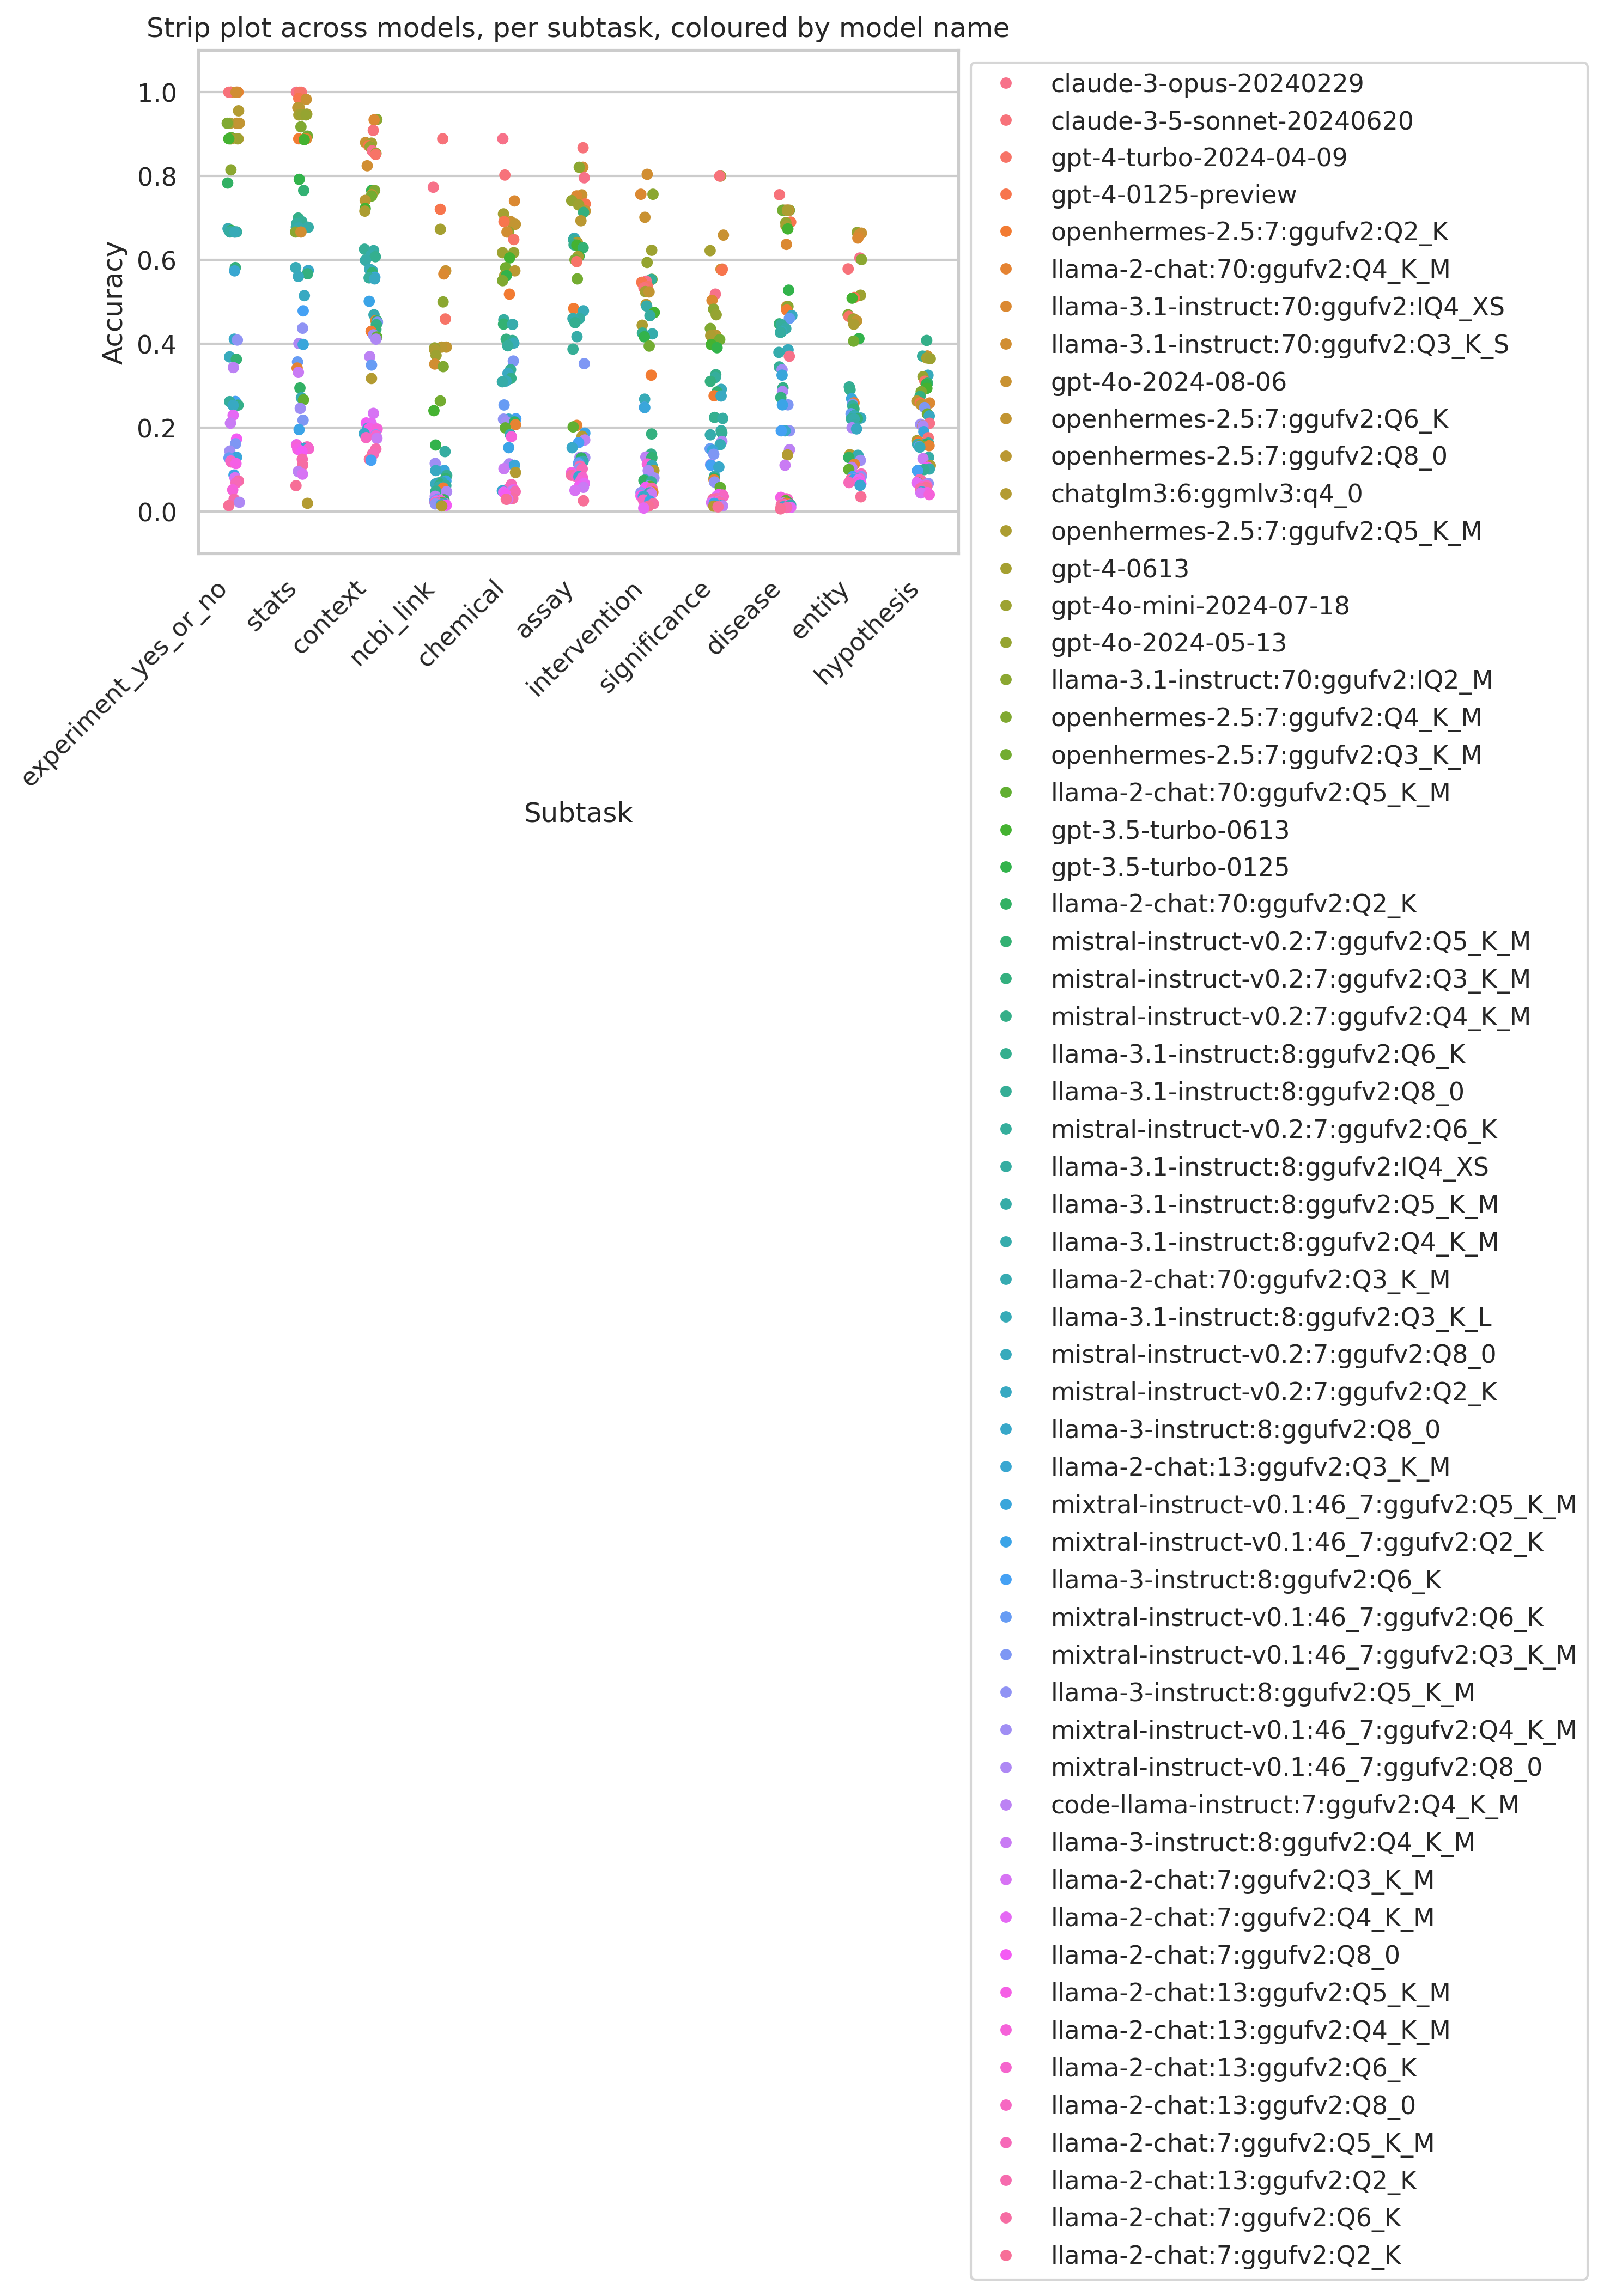 Strip plot across models, per subtask, coloured by model name
Accuracy
1.0
0.8
0.6
0.4
0.2
0.0
experiment_yes_or_no
stats
context
ncbi_link
chemical
assay
intervention
significance
disease
entity
hypothesis
Subtask
claude-3-opus-20240229
claude-3-5-sonnet-20240620
gpt-4-turbo-2024-04-09
gpt-4-0125-preview
openhermes-2.5:7:ggufv2:Q2_K
llama-2-chat:70:ggufv2:Q4_K_M
llama-3.1-instruct:70:ggufv2:IQ4_XS
llama-3.1-instruct:70:ggufv2:Q3_K_S
gpt-4o-2024-08-06
openhermes-2.5:7:ggufv2:Q6_K
openhermes-2.5:7:ggufv2:Q8_0
chatglm3:6:ggmlv3:q4_0
openhermes-2.5:7:ggufv2:Q5_K_M
gpt-4-0613
gpt-4o-mini-2024-07-18
gpt-4o-2024-05-13
llama-3.1-instruct:70:ggufv2:IQ2_M
openhermes-2.5:7:ggufv2:Q4_K_M
openhermes-2.5:7:ggufv2:Q3_K_M
llama-2-chat:70:ggufv2:Q5_K_M
gpt-3.5-turbo-0613
gpt-3.5-turbo-0125
llama-2-chat:70:ggufv2:Q2_K
mistral-instruct-v0.2:7:ggufv2:Q5_K_M
mistral-instruct-v0.2:7:ggufv2:Q3_K_M
mistral-instruct-v0.2:7:ggufv2:Q4_K_M
llama-3.1-instruct:8:ggufv2:Q6_K
llama-3.1-instruct:8:ggufv2:Q8_0
mistral-instruct-v0.2:7:ggufv2:Q6_K
llama-3.1-instruct:8:ggufv2:IQ4_XS
llama-3.1-instruct:8:ggufv2:Q5_K_M
llama-3.1-instruct:8:ggufv2:Q4_K_M
llama-2-chat:70:ggufv2:Q3_K_M
llama-3.1-instruct:8:ggufv2:Q3_K_L
mistral-instruct-v0.2:7:ggufv2:Q8_0
mistral-instruct-v0.2:7:ggufv2:Q2_K
llama-3-instruct:8:ggufv2:Q8_0
llama-2-chat:13:ggufv2:Q3_K_M
mixtral-instruct-v0.1:46_7:ggufv2:Q5_K_M
mixtral-instruct-v0.1:46_7:ggufv2:Q2_K
llama-3-instruct:8:ggufv2:Q6_K
mixtral-instruct-v0.1:46_7:ggufv2:Q6_K
mixtral-instruct-v0.1:46_7:ggufv2:Q3_K_M
llama-3-instruct:8:ggufv2:Q5_K_M
mixtral-instruct-v0.1:46_7:ggufv2:Q4_K_M
mixtral-instruct-v0.1:46_7:ggufv2:Q8_0
code-llama-instruct:7:ggufv2:Q4_K_M
llama-3-instruct:8:ggufv2:Q4_K_M
llama-2-chat:7:ggufv2:Q3_K_M
llama-2-chat:7:ggufv2:Q4_K_M
llama-2-chat:7:ggufv2:Q8_0
llama-2-chat:13:ggufv2:Q5_K_M
llama-2-chat:13:ggufv2:Q4_K_M
llama-2-chat:13:ggufv2:Q6_K
llama-2-chat:13:ggufv2:Q8_0
llama-2-chat:7:ggufv2:Q5_K_M
llama-2-chat:13:ggufv2:Q2_K
llama-2-chat:7:ggufv2:Q6_K
llama-2-chat:7:ggufv2:Q2_K